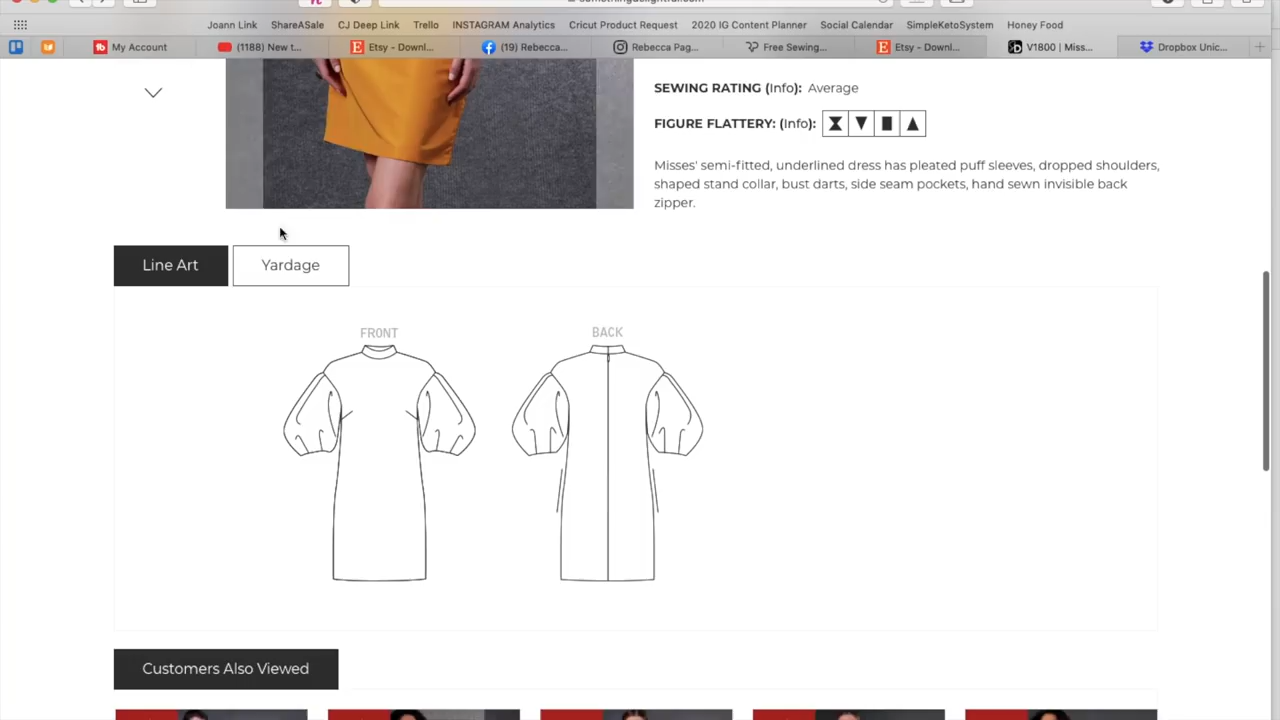 Joann Link ShareASale CJ Deep Link Trello INSTAGRAM Analytics Cricut Product Request 2020 IG Content Planner Social Calendar SimpleKetoSystem Honey Food
My Account (1188) New t... Etsy - Downl... (19) Rebecca... Rebecca Pag... Free Sewing... Etsy - Downl... V1800 | Miss... Dropbox Unic...
SEWING RATING (Info): Average
FIGURE FLATTERY: (Info):
Misses' semi-fitted, underlined dress has pleated puff sleeves, dropped shoulders,
shaped stand collar, bust darts, side seam pockets, hand sewn invisible back
zipper.
Line Art Yardage
FRONT BACK
Customers Also Viewed